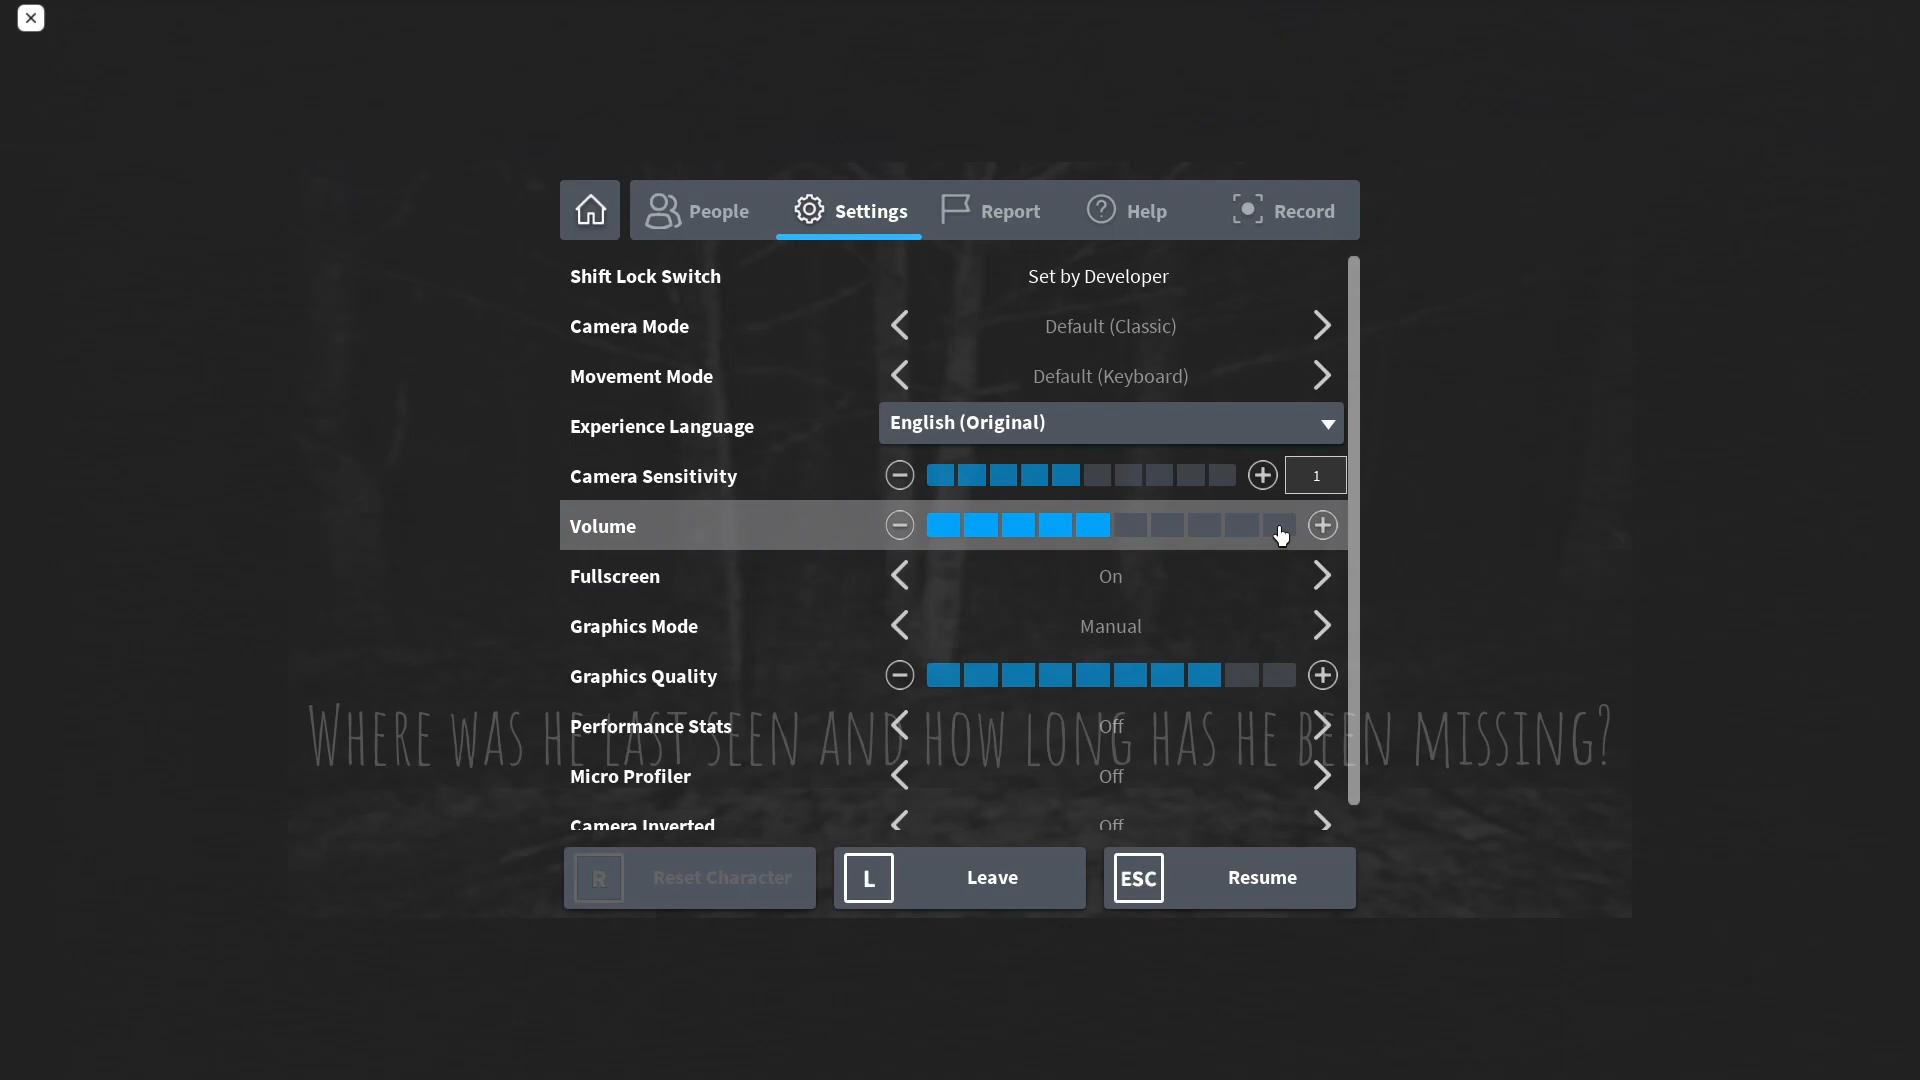 People Settings Report Help Record
Shift Lock Switch Set by Developer
Camera Mode Default (Classic)
Movement Mode Default (Keyboard)
Experience Language English (Original)
Camera Sensitivity 1
Volume
Fullscreen On
Graphics Mode Manual
Graphics Quality
WHERE WAS HE LAST SEEN AND HOW LONG HAS HE BEEN MISSING?
Performance Stats Off
Micro Profiler Off
Camera Inverted Off
R Reset Character L Leave ESC Resume